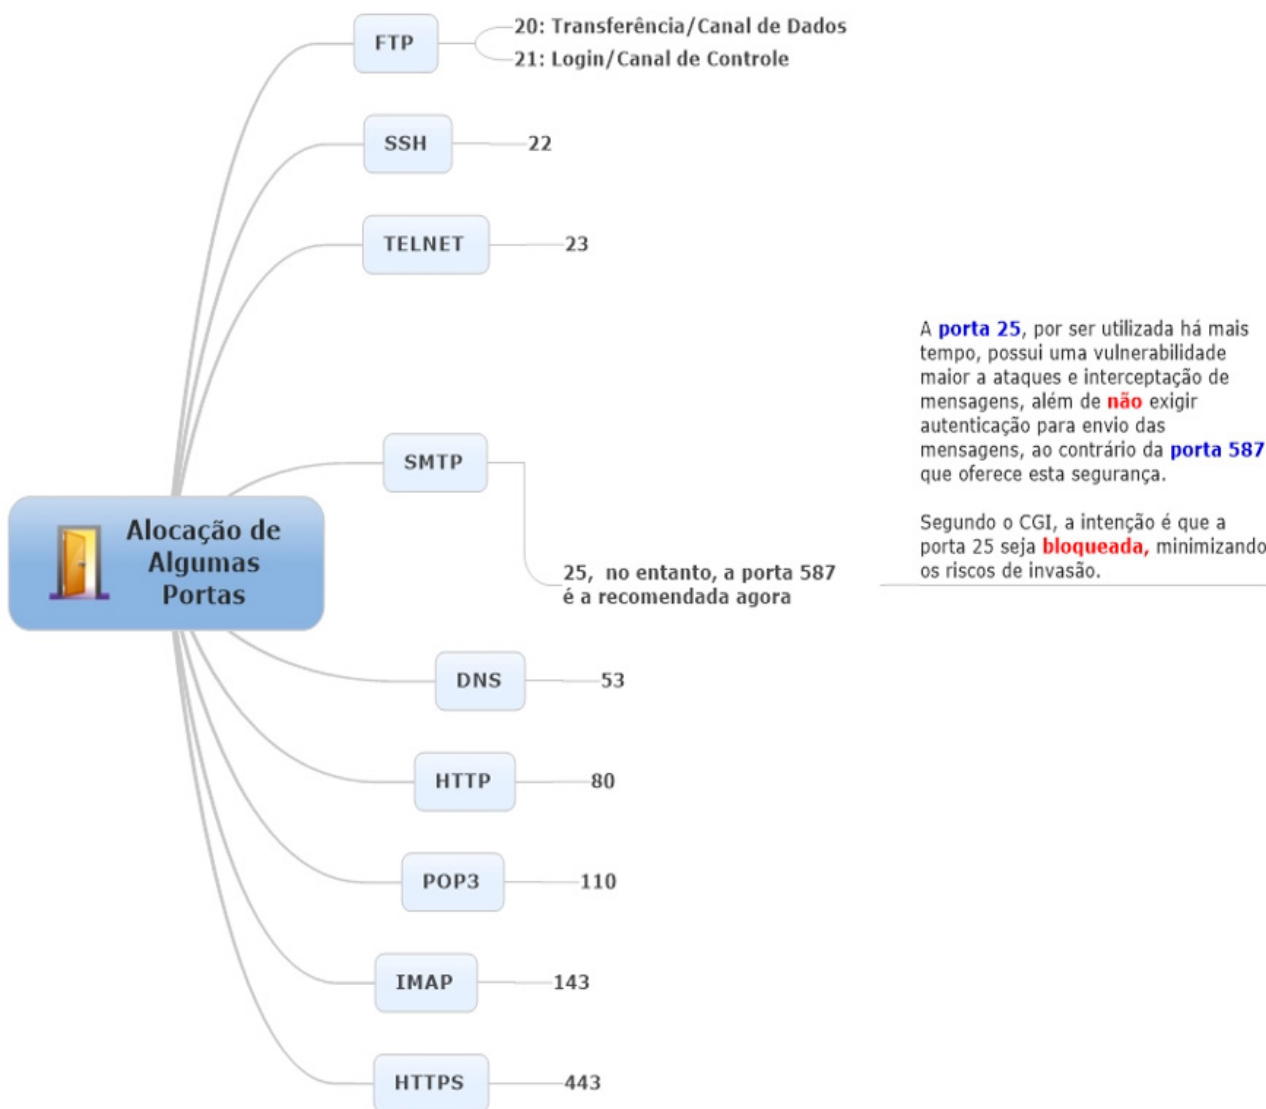 FTP
20: Transferência/Canal de Dados
21: Login/Canal de Controle
SSH
22
TELNET
23
A porta 25, por ser utilizada há mais
tempo, possui uma vulnerabilidade
maior a ataques e interceptação de
mensagens, além de não exigir
autenticação para envio das
mensagens, ao contrário da porta 587
que oferece esta segurança.
Segundo o CGI, a intenção é que a
porta 25 seja bloqueada, minimizando
os riscos de invasão.
SMTP
25, no entanto, a porta 587
é a recomendada agora
Alocação de
Algumas
Portas
DNS
53
HTTP
80
POP3
110
IMAP
143
HTTPS
443